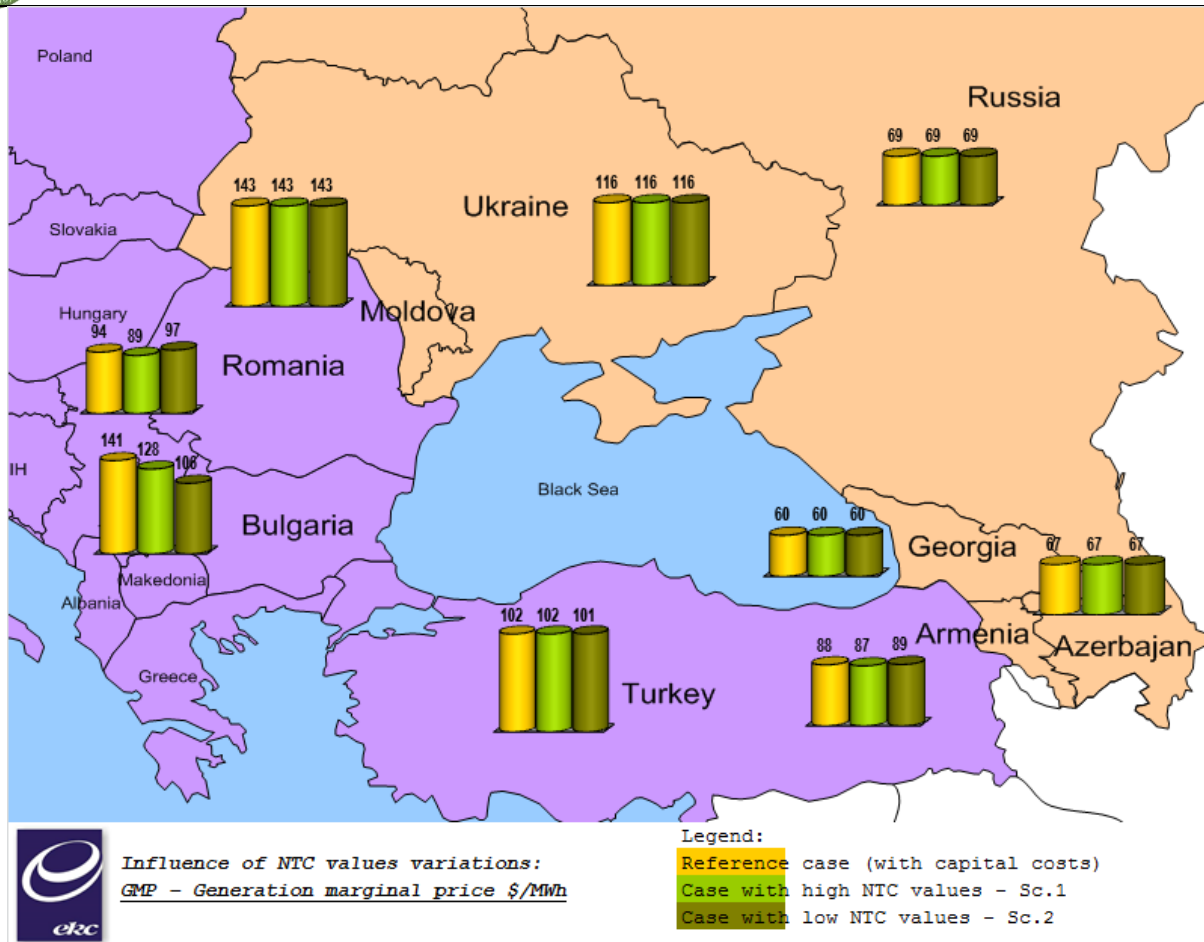 Poland
Russia
69 69 69
143 143 143
Ukraine
116 116 116
Slovakia
Hungary
Moldova
94 89 97
Romania
141 128 106
IH
Black Sea
Bulgaria
60 60 60
Georgia
67 67 67
Makedonia
Albania
102 102 101
Armenia
88 87 89
Azerbajan
Greece
Turkey
Influence of NTC values variations:
GMP - Generation marginal price $/MWh
ekc
Legend:
Reference case (with capital costs)
Case with high NTC values - Sc.1
Case with low NTC values - Sc.2